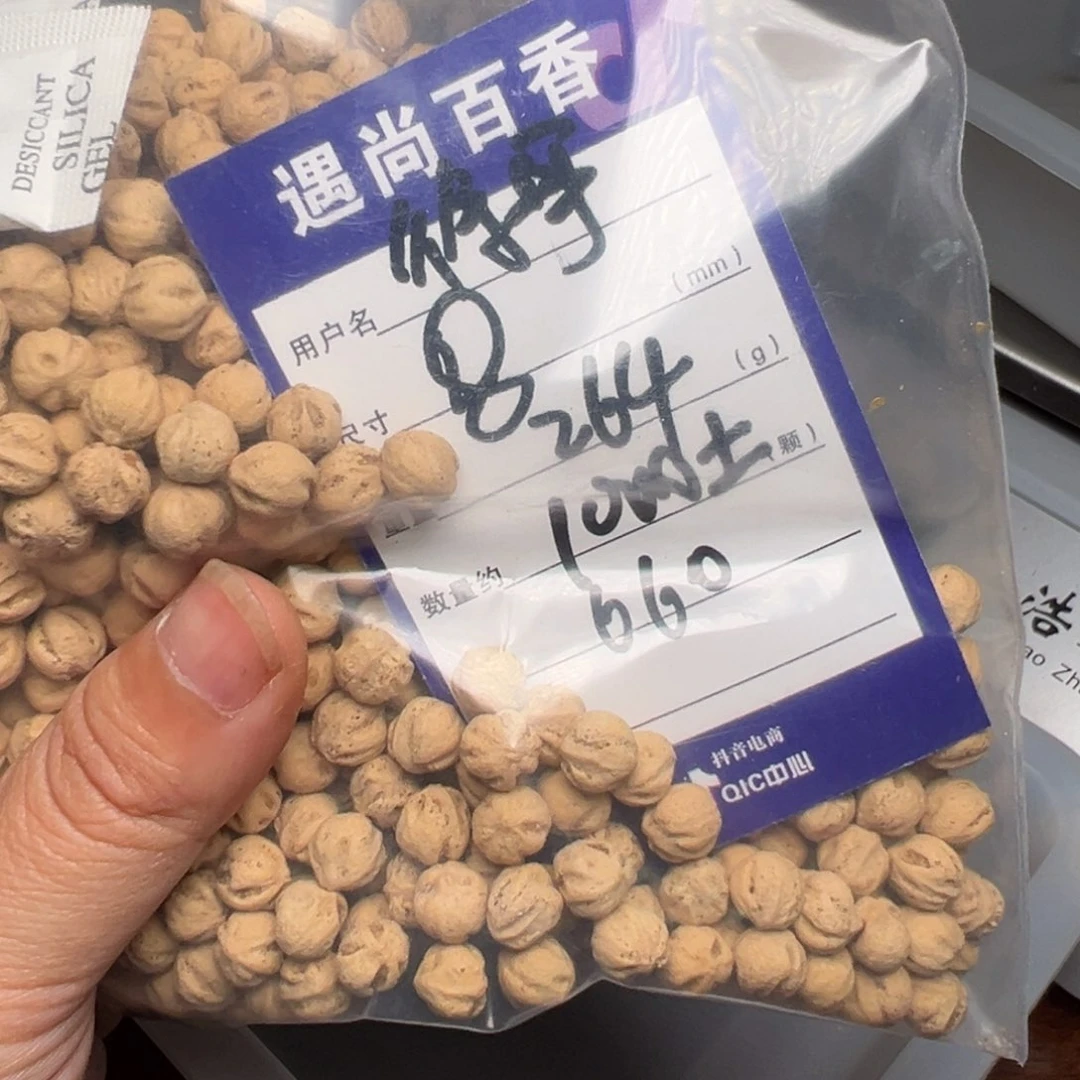 DESICCANT
SILICA
GEL
遇尚百香
用户名
8
(mm)
尺寸
264
(g)
重
数量约
1000±
(颗)
660
抖音电商
QIC中心